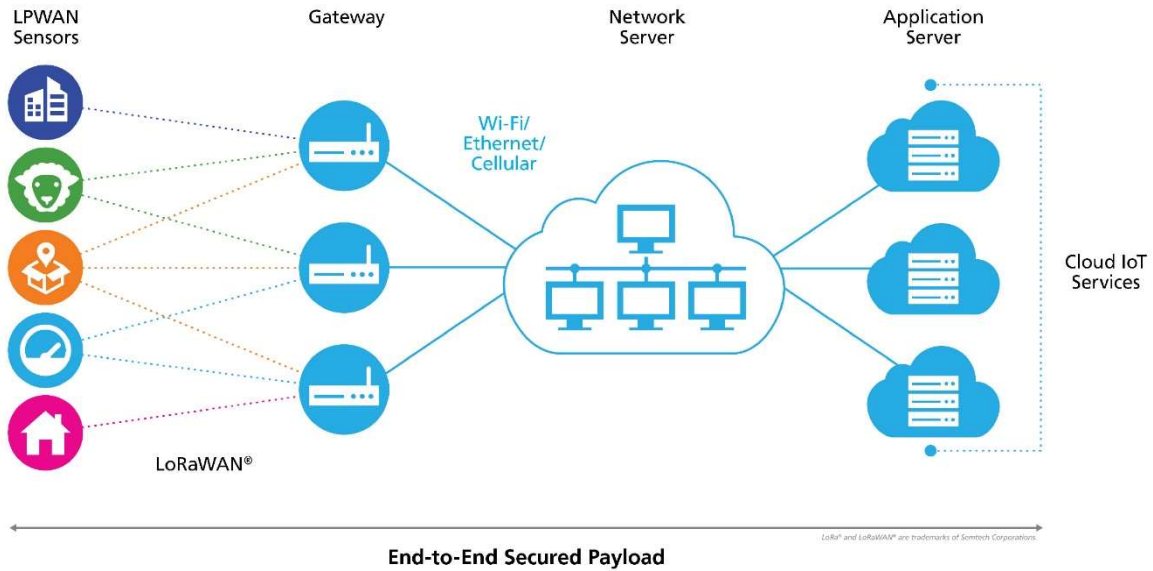 LPWAN
Sensors
Gateway
Network
Server
Application
Server
Wi-Fi/
Ethernet/
Cellular
Cloud IoT
Services
LoRaWAN®
LoRa® and LoRaWAN® are trademarks of Semtech Corporations.
End-to-End Secured Payload